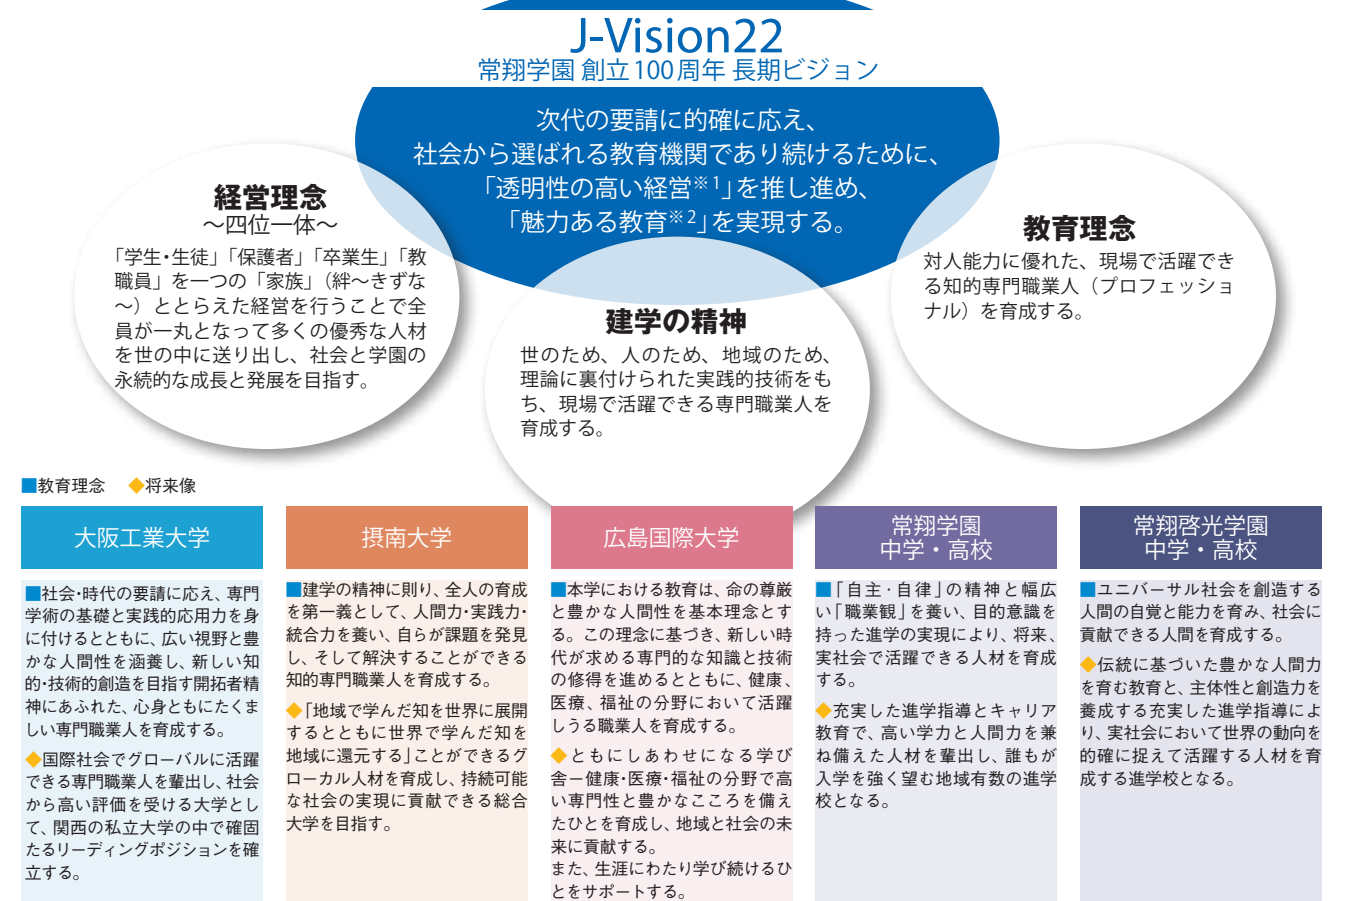 J-Vision22
常翔学園 創立100周年 長期ビジョン
次代の要請に的確に応え、
社会から選ばれる教育機関であり続けるために、
「透明性の高い経営※1」を推し進め、
「魅力ある教育※2」を実現する。
経営理念
～四位一体～
「学生・生徒」「保護者」「卒業生」「教
職員」を一つの「家族」（絆～きずな
～）ととらえた経営を行うことで全
員が一丸となって多くの優秀な人材
を世の中に送り出し、社会と学園の
永続的な成長と発展を目指す。
建学の精神
世のため、人のため、地域のため、
理論に裏付けられた実践的技術をも
ち、現場で活躍できる専門職業人を
育成する。
教育理念
対人能力に優れた、現場で活躍でき
る知的専門職業人（プロフェッショ
ナル）を育成する。
■教育理念 ◆将来像
大阪工業大学
■社会・時代の要請に応え、専門
学術の基礎と実践的応用力を身
に付けるとともに、広い視野と豊
かな人間性を涵養し、新しい知
的・技術的創造を目指す開拓者精
神にあふれた、心身ともにたくま
しい専門職業人を育成する。
◆国際社会でグローバルに活躍
できる専門職業人を輩出し、社会
から高い評価を受ける大学とし
て、関西の私立大学の中で確固
たるリーディングポジションを確
立する。
摂南大学
■建学の精神に則り、全人の育成
を第一義として、人間力・実践力・
統合力を養い、自らが課題を発見
し、そして解決することができる
知的専門職業人を育成する。
◆「地域で学んだ知を世界に展開
するとともに世界で学んだ知を
地域に還元する」ことができるグ
ローカル人材を育成し、持続可能
な社会の実現に貢献できる総合
大学を目指す。
広島国際大学
■本学における教育は、命の尊厳
と豊かな人間性を基本理念とす
る。この理念に基づき、新しい時
代が求める専門的な知識と技術
の修得を進めるとともに、健康、
医療、福祉の分野において活躍
しうる職業人を育成する。
◆ともにしあわせになる学び
舎－健康・医療・福祉の分野で高
い専門性と豊かなこころを備え
たひとを育成し、地域と社会の未
来に貢献する。
また、生涯にわたり学び続けるひ
とをサポートする。
常翔学園
中学・高校
■「自主・自律」の精神と幅広
い「職業観」を養い、目的意識を
持った進学の実現により、将来、
実社会で活躍できる人材を育成
する。
◆充実した進学指導とキャリア
教育で、高い学力と人間力を兼
ね備えた人材を輩出し、誰もが
入学を強く望む地域有数の進学
校となる。
常翔啓光学園
中学・高校
■ユニバーサル社会を創造する
人間の自覚と能力を育み、社会に
貢献できる人間を育成する。
◆伝統に基づいた豊かな人間力
を育む教育と、主体性と創造力を
養成する充実した進学指導によ
り、実社会において世界の動向を
的確に捉えて活躍する人材を育
成する進学校となる。